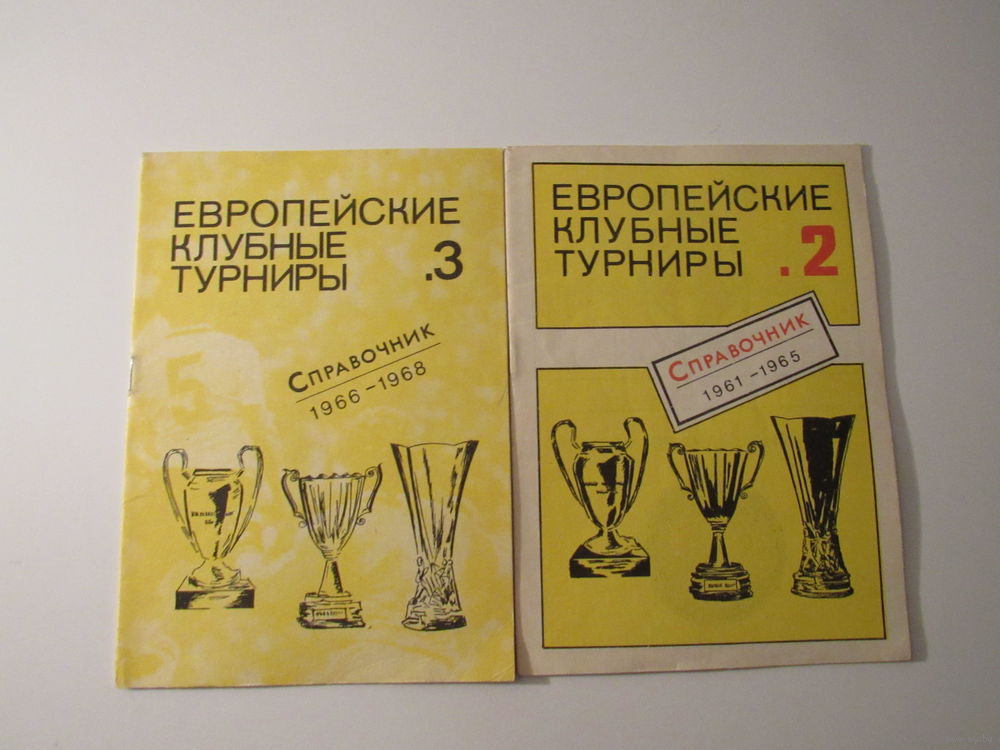 ЕВРОПЕЙСКИЕ
КЛУБНЫЕ
ТУРНИРЫ .3
СПРАВОЧНИК
1966-1968
ЕВРОПЕЙСКИЕ
КЛУБНЫЕ
ТУРНИРЫ .2
СПРАВОЧНИК
1961-1965